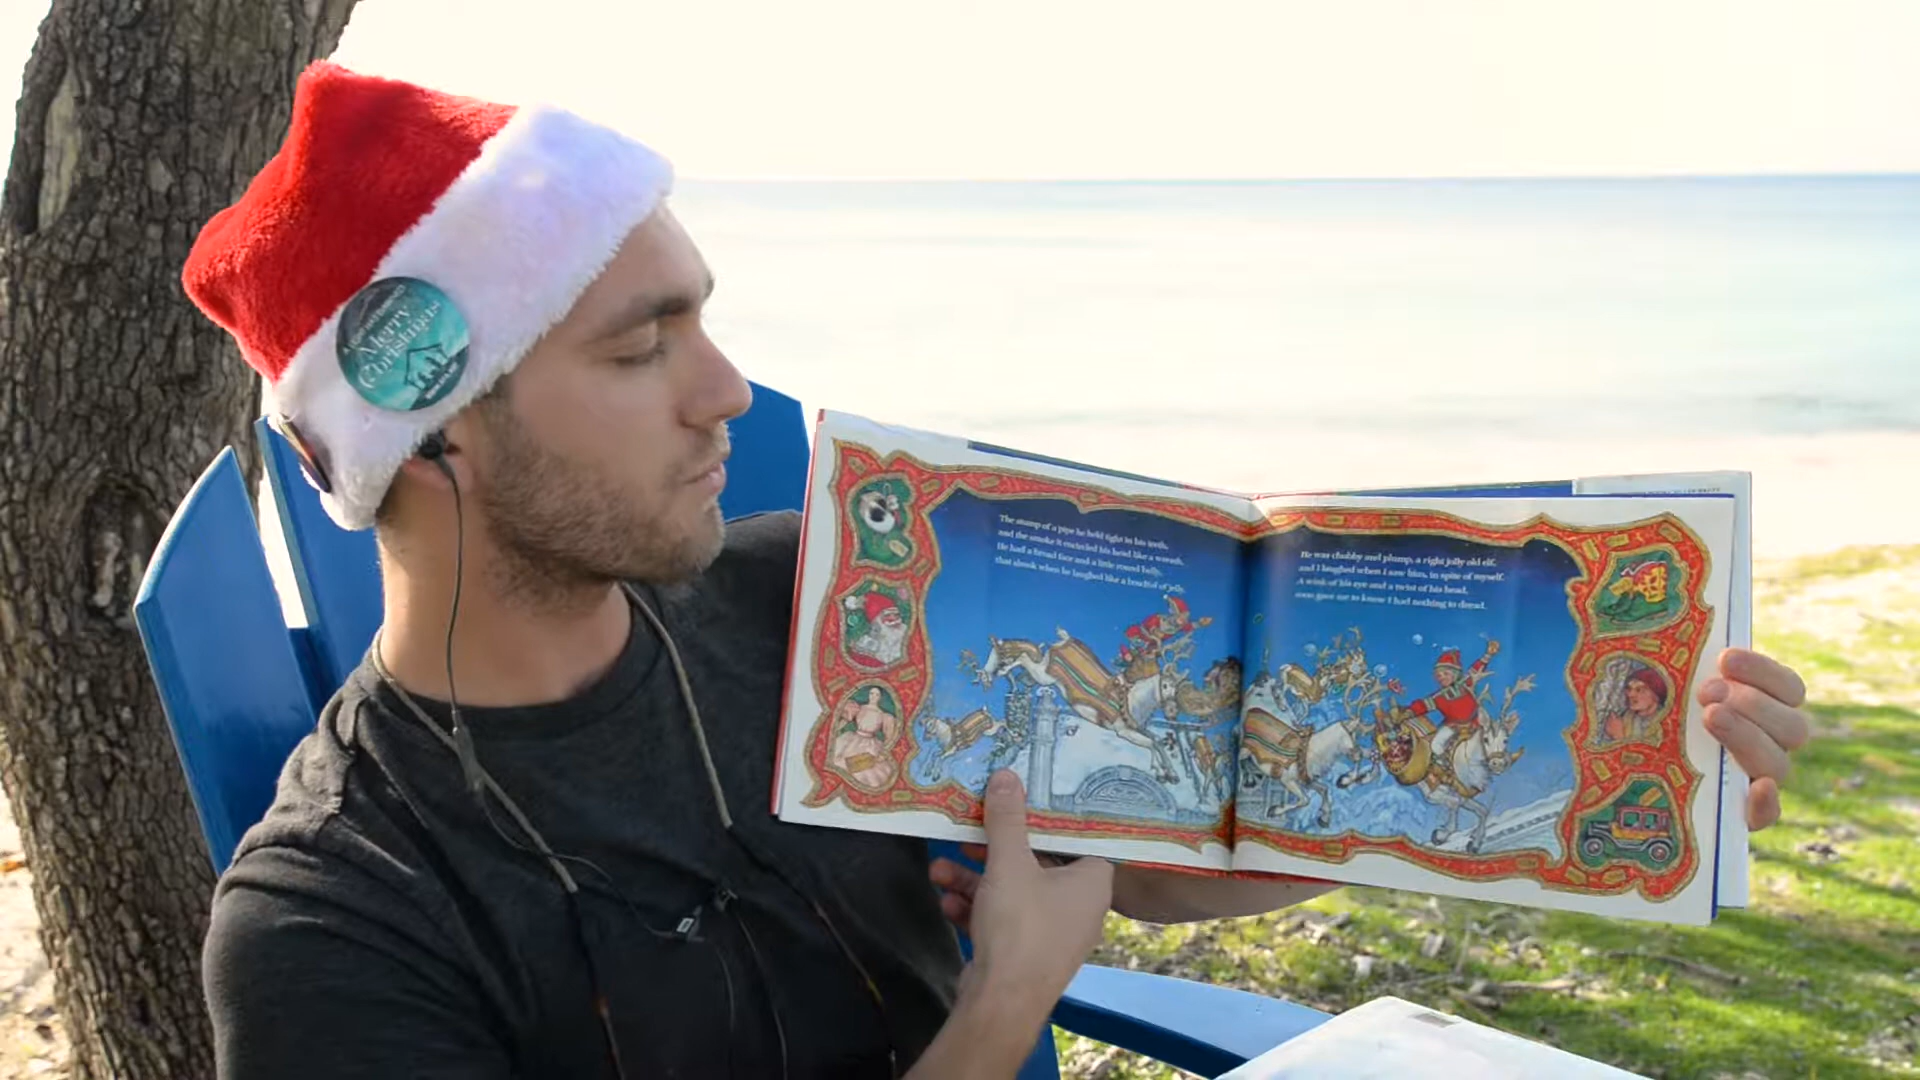 Merry
Christmas
The stump of a pipe he held tight in his teeth,
and the smoke it encircled his head like a wreath.
He had a broad face and a little round belly,
that shook when he laughed like a bowlful of jelly.
He was chubby and plump, a right jolly old elf,
and I laughed when I saw him, in spite of myself.
A wink of his eye and a twist of his head,
soon gave me to know I had nothing to dread.